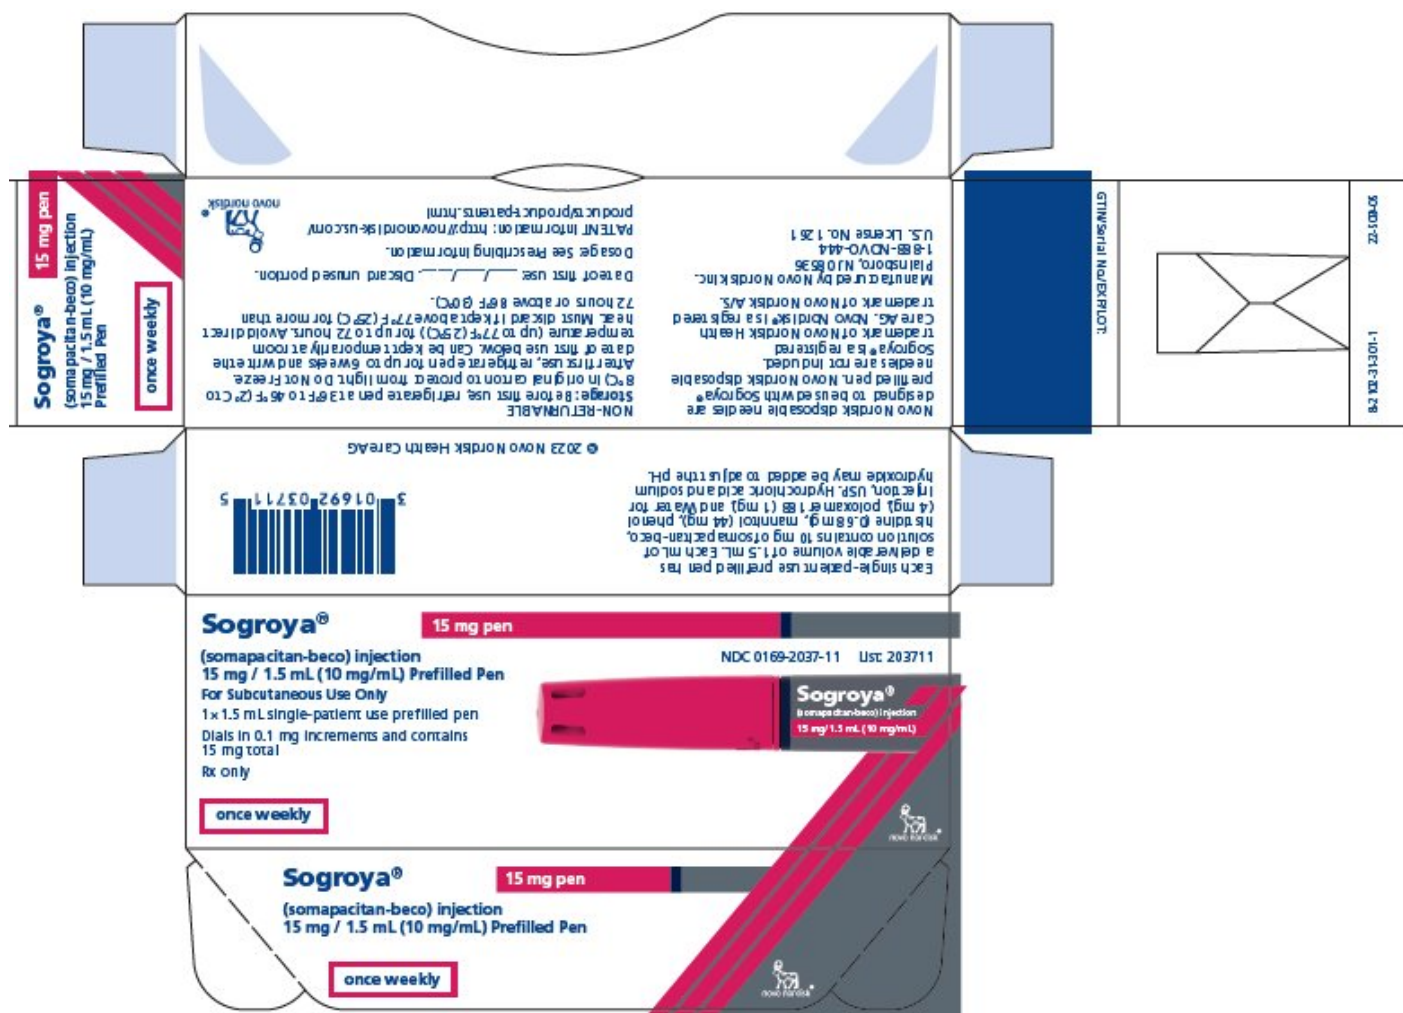 Sogroya®
15 mg pen
(somapacitan-beco) injection
15 mg / 1.5 mL (10 mg/mL)
Prefilled Pen
once weekly
NON-RETURNABLE
Storage: Before first use, refrigerate pen at 36°F to 46°F (2°C to
8°C) in original carton to protect from light. Do Not Freeze.
After first use, refrigerate pen for up to 6 weeks and write the
date of first use below. Can be kept temporarily at room
temperature (up to 77°F (25°C) for up to 72 hours. Avoid direct
heat. Must discard if kept above 77°F (25°C) for more than
72 hours or above 86°F (30°C).
Date of first use: ___/___/___. Discard unused portion.
Dosage: See Prescribing Information.
PATENT Information: http://novonordisk-us.com/
products/product-patents.html
novo nordisk®
Novo Nordisk disposable needles are
designed to be used with Sogroya®
prefilled pen. Novo Nordisk disposable
needles are not included.
Sogroya® is a registered
trademark of Novo Nordisk Health
Care AG. Novo Nordisk® is a registered
trademark of Novo Nordisk A/S.
Manufactured by Novo Nordisk Inc.
Plainsboro, NJ 08536
1-888-NOVO-444
U.S. License No. 1261
GTIN/Serial No./EXP/LOT:
22-509-05
8-2102-31-301-1
© 2023 Novo Nordisk Health Care AG
3 01692 03711 5
Each single-patient use prefilled pen has
a deliverable volume of 1.5 mL. Each mL of
solution contains 10 mg of somapacitan-beco,
histidine (0.68 mg), mannitol (44 mg), phenol
(4 mg), poloxamer 188 (1 mg), and Water for
Injection, USP. Hydrochloric acid and sodium
hydroxide may be added to adjust the pH.
Sogroya®
15 mg pen
(somapacitan-beco) injection
15 mg / 1.5 mL (10 mg/mL) Prefilled Pen
NDC 0169-2037-11 List: 203711
For Subcutaneous Use Only
1 x 1.5 mL single-patient use prefilled pen
Dials in 0.1 mg increments and contains
15 mg total
Rx only
once weekly
Sogroya®
(somapacitan-beco) injection
15 mg/1.5 mL (10 mg/mL)
novo nordisk®
Sogroya®
15 mg pen
(somapacitan-beco) injection
15 mg / 1.5 mL (10 mg/mL) Prefilled Pen
once weekly
novo nordisk®